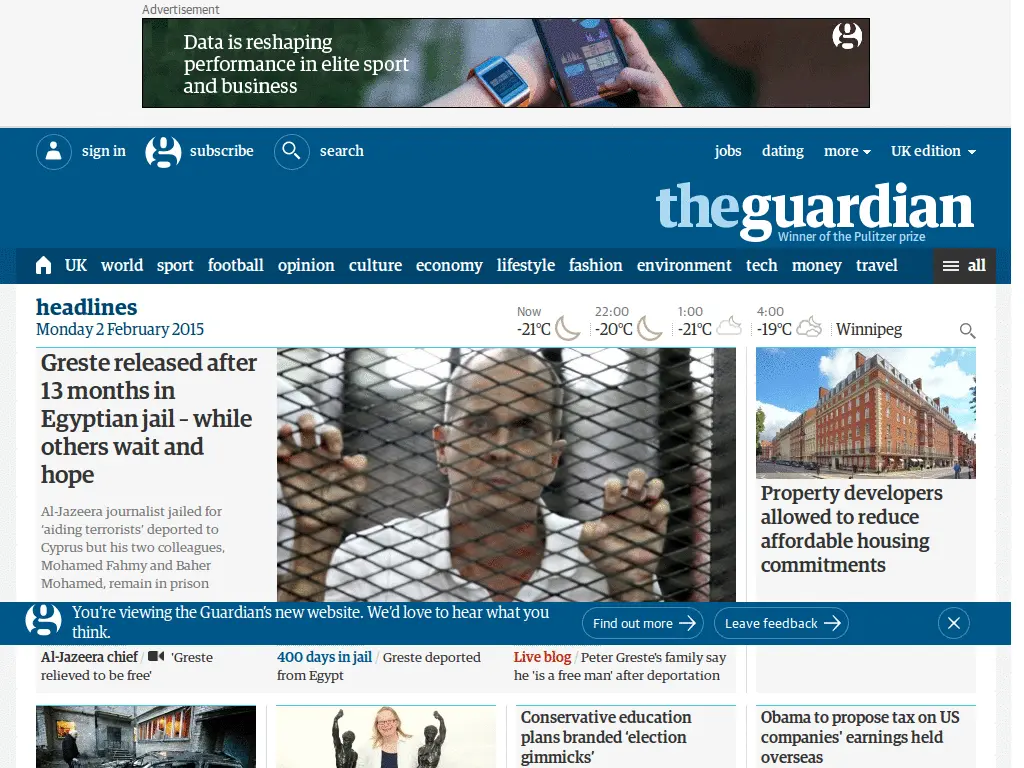 Advertisement
Data is reshaping
performance in elite sport
and business
sign in
subscribe
search
jobs
dating
more
UK edition
theguardian
Winner of the Pulitzer prize
UK world sport football opinion culture economy lifestyle fashion environment tech money travel
all
headlines
Monday 2 February 2015
Now
-21°C
22:00
-20°C
1:00
-21°C
4:00
-19°C
Winnipeg
Greste released after
13 months in
Egyptian jail – while
others wait and
hope
Al-Jazeera journalist jailed for
‘aiding terrorists’ deported to
Cyprus but his two colleagues,
Mohamed Fahmy and Baher
Mohamed, remain in prison
Property developers
allowed to reduce
affordable housing
commitments
You’re viewing the Guardian’s new website. We’d love to hear what you
think.
Find out more
Leave feedback
Al-Jazeera chief / 'Greste
relieved to be free'
400 days in jail / Greste deported
from Egypt
Live blog / Peter Greste's family say
he 'is a free man' after deportation
Conservative education
plans branded ‘election
gimmicks’
Obama to propose tax on US
companies' earnings held
overseas